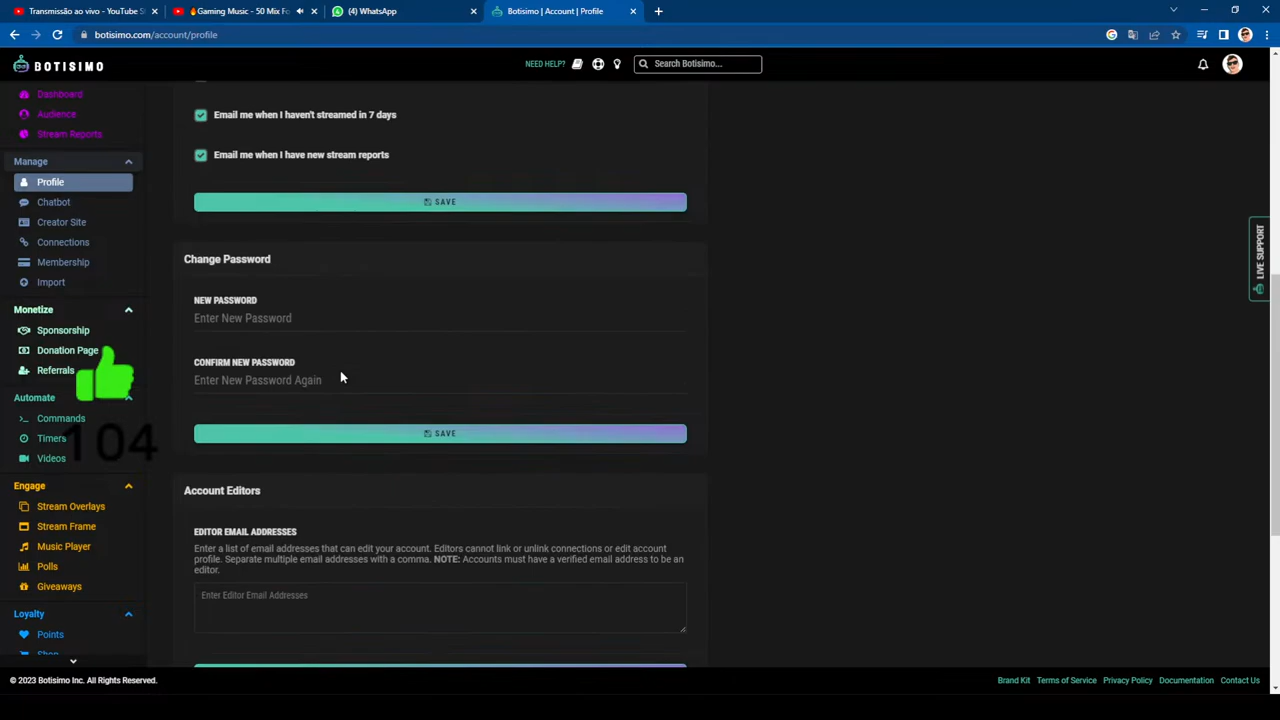 Transmissão ao vivo - YouTube S
🔥Gaming Music - 50 Mix Fo
(4) WhatsApp
Botisimo | Account | Profile
botisimo.com/account/profile
BOTISIMO
NEED HELP?
Search Botisimo...
Dashboard
Audience
Stream Reports
Manage
Profile
Chatbot
Creator Site
Connections
Membership
Import
Monetize
Sponsorship
Donation Page
Referrals
Automate
Commands
Timers
Videos
104
Engage
Stream Overlays
Stream Frame
Music Player
Polls
Giveaways
Loyalty
Points
Shop
Email me when I haven't streamed in 7 days
Email me when I have new stream reports
SAVE
Change Password
NEW PASSWORD
Enter New Password
CONFIRM NEW PASSWORD
Enter New Password Again
SAVE
Account Editors
EDITOR EMAIL ADDRESSES
Enter a list of email addresses that can edit your account. Editors cannot link or unlink connections or edit account
profile. Separate multiple email addresses with a comma. NOTE: Accounts must have a verified email address to be an
editor.
Enter Editor Email Addresses
LIVE SUPPORT
© 2023 Botisimo Inc. All Rights Reserved.
Brand Kit
Terms of Service
Privacy Policy
Documentation
Contact Us